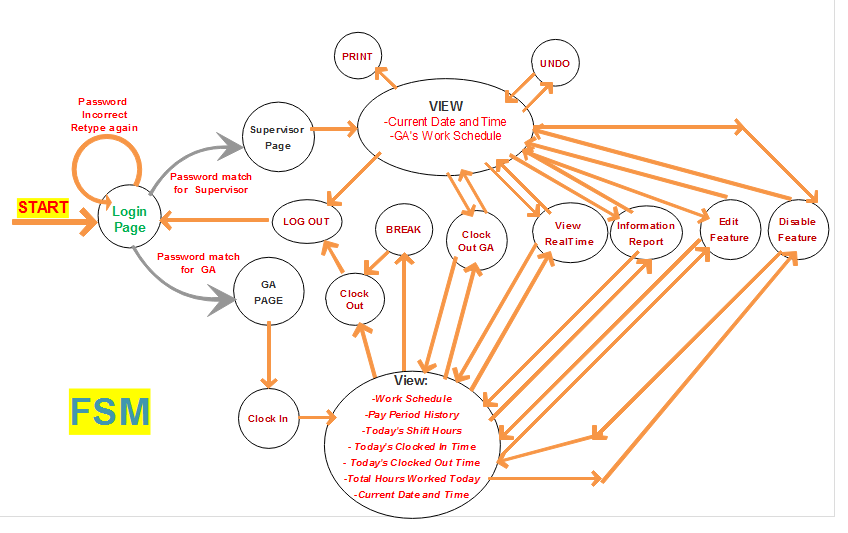 PRINT
UNDO
VIEW
-Current Date and Time
-GA's Work Schedule
Password
Incorrect
Retype again
Supervisor
Page
Password match
for Supervisor
START
Login
Page
LOG OUT
BREAK
Clock
Out GA
View
RealTime
Information
Report
Edit
Feature
Disable
Feature
Password match
for GA
GA
PAGE
Clock
Out
FSM
Clock In
View:
-Work Schedule
-Pay Period History
-Today's Shift Hours
- Today's Clocked In Time
- Today's Clocked Out Time
-Total Hours Worked Today
-Current Date and Time